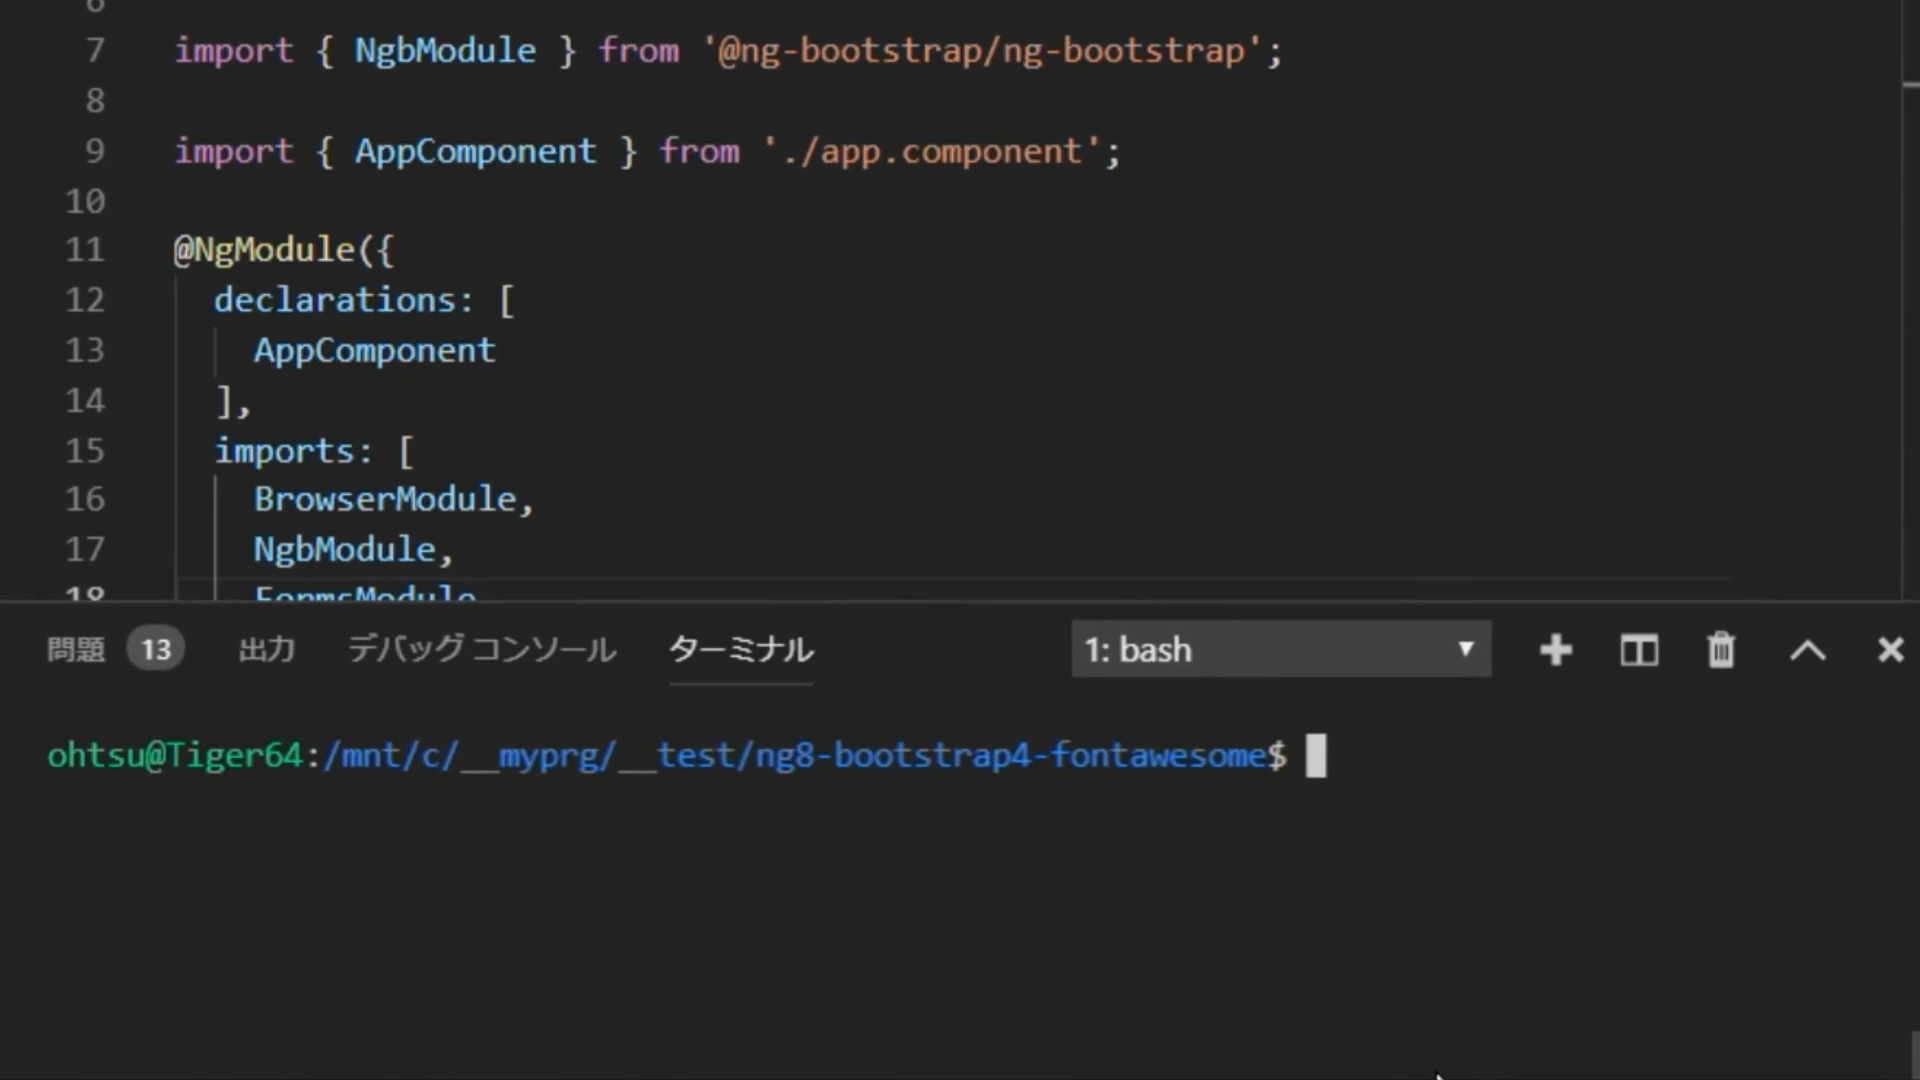 6
7 import { NgbModule } from '@ng-bootstrap/ng-bootstrap';
8
9 import { AppComponent } from './app.component';
10
11 @NgModule({
12 declarations: [
13 AppComponent
14 ],
15 imports: [
16 BrowserModule,
17 NgbModule,
18 FormsModule
問題 13 出力 デバッグ コンソール ターミナル 1: bash
ohtsu@Tiger64:/mnt/c/__myprg/__test/ng8-bootstrap4-fontawesome$